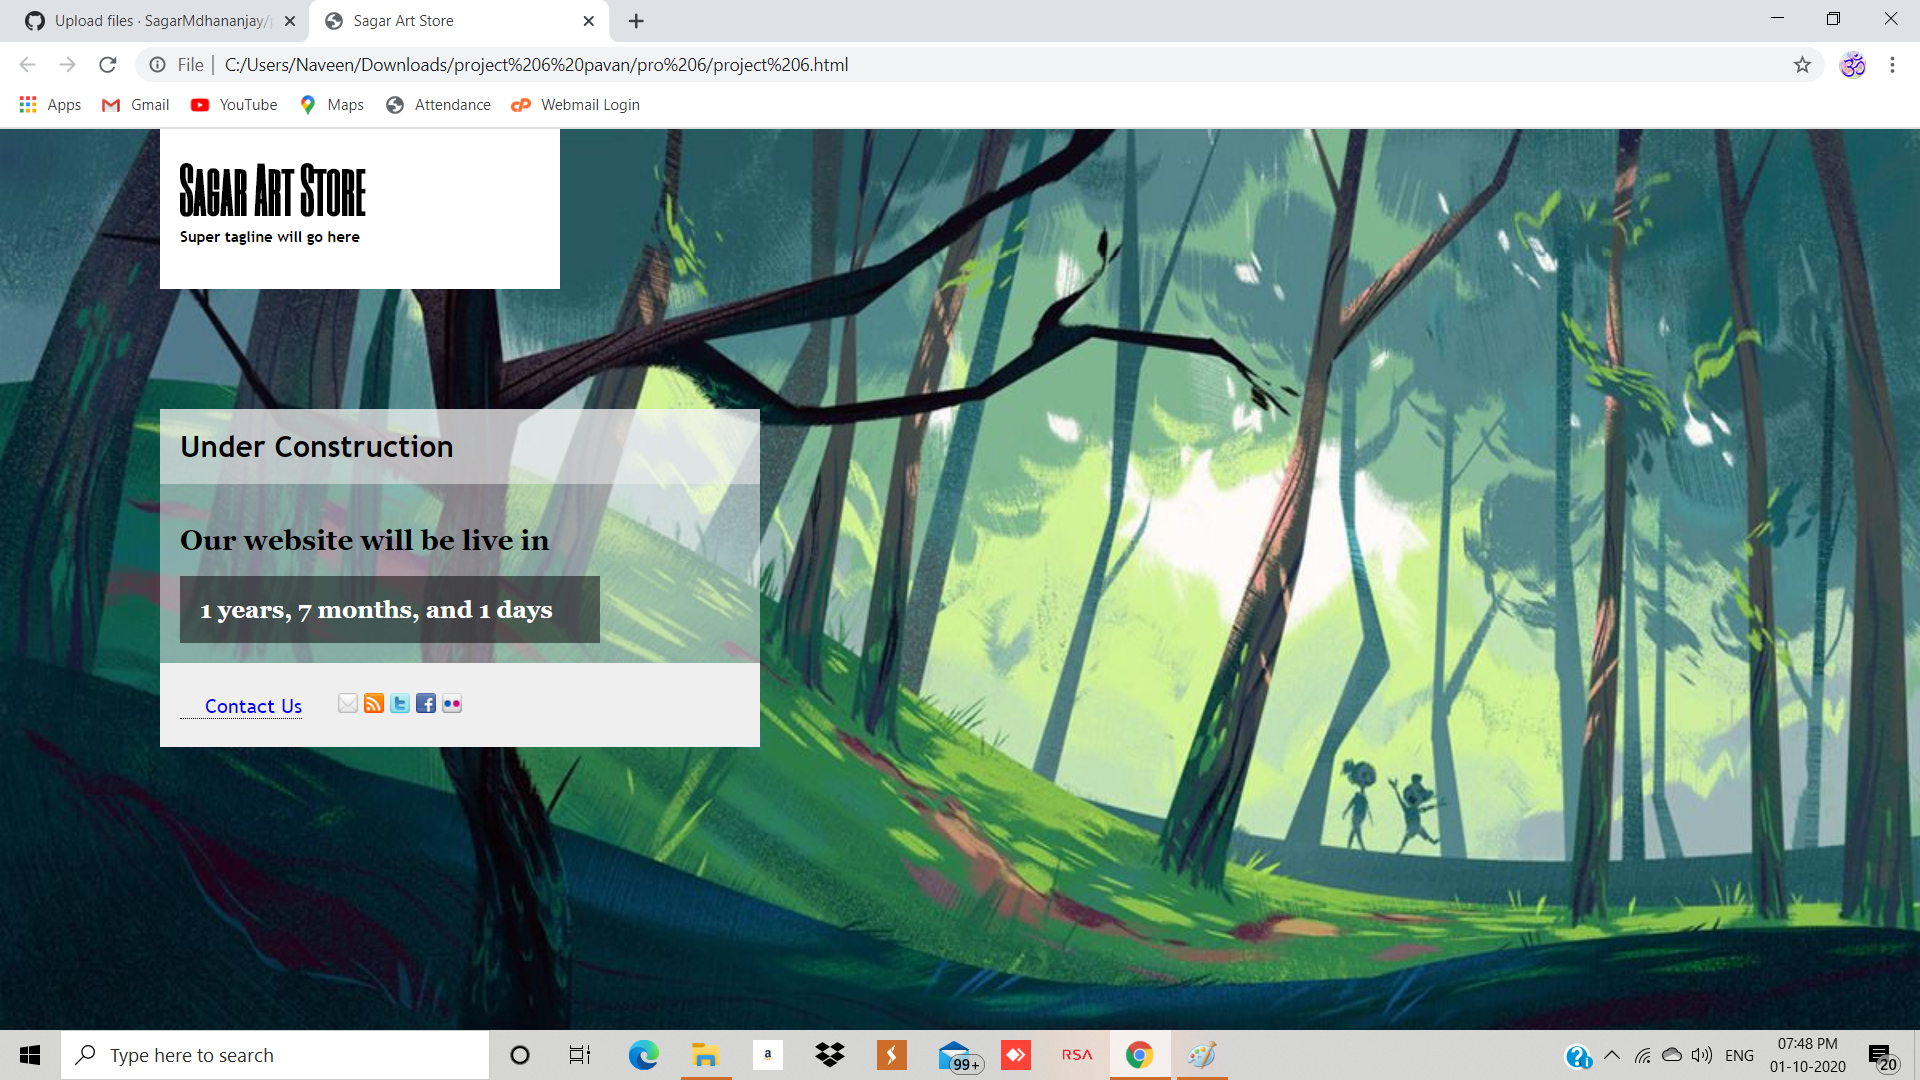 Upload files · SagarMdhananjay/p
Sagar Art Store
File
C:/Users/Naveen/Downloads/project%206%20pavan/pro%206/project%206.html
Apps
Gmail
YouTube
Maps
Attendance
Webmail Login
Sagar Art Store
Super tagline will go here
Under Construction
Our website will be live in
1 years, 7 months, and 1 days
Contact Us
Type here to search
a
99+
RSA
ENG
07:48 PM
01-10-2020
20